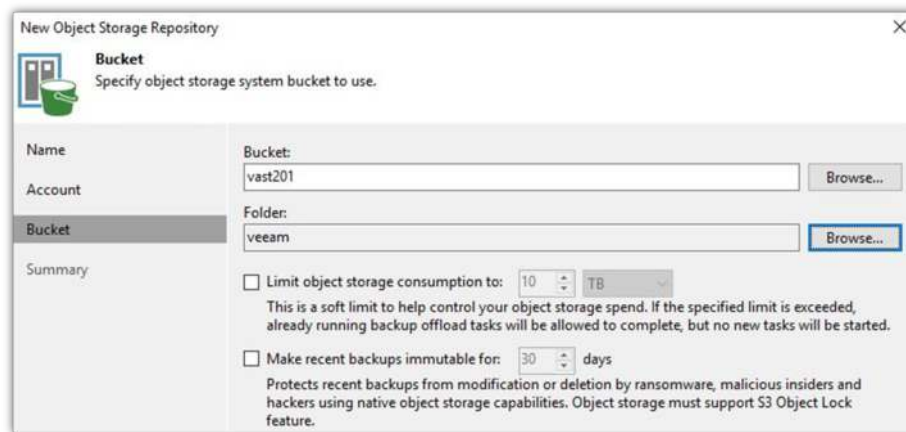 New Object Storage Repository
Bucket
Specify object storage system bucket to use.
Name
Account
Bucket
Summary
Bucket:
vast201
Browse...
Folder:
veeam
Browse...
Limit object storage consumption to: 10 TB
This is a soft limit to help control your object storage spend. If the specified limit is exceeded,
already running backup offload tasks will be allowed to complete, but no new tasks will be started.
Make recent backups immutable for: 30 days
Protects recent backups from modification or deletion by ransomware, malicious insiders and
hackers using native object storage capabilities. Object storage must support S3 Object Lock
feature.